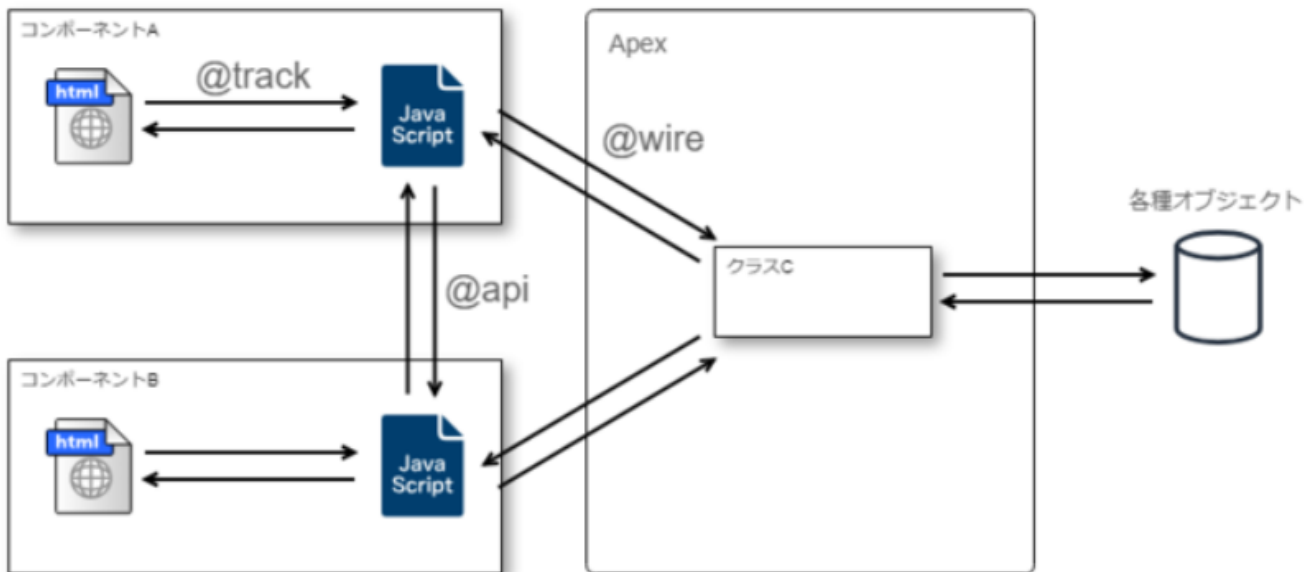 コンポーネントA
html
@track
Java
Script
Apex
@wire
各種オブジェクト
クラスC
@api
コンポーネントB
html
Java
Script